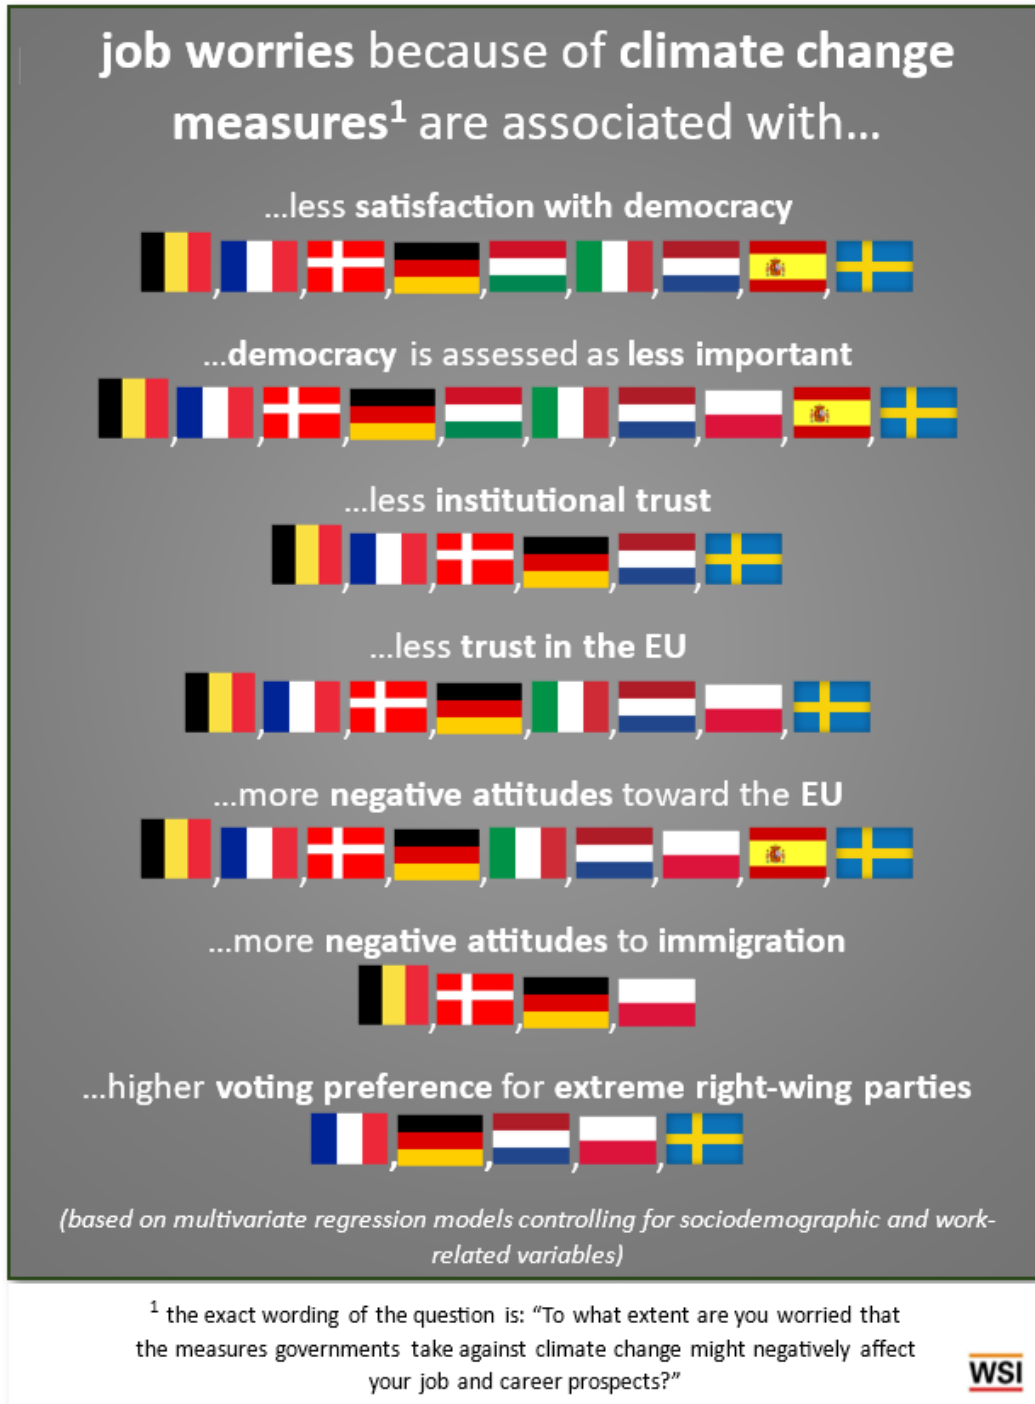 job worries because of climate change
measures¹ are associated with...
...less satisfaction with democracy
, , , , , , , ,
...democracy is assessed as less important
, , , , , , , , ,
...less institutional trust
, , , , ,
...less trust in the EU
, , , , , , ,
...more negative attitudes toward the EU
, , , , , , , ,
...more negative attitudes to immigration
, , ,
...higher voting preference for extreme right-wing parties
, , , ,
(based on multivariate regression models controlling for sociodemographic and work-
related variables)
¹ the exact wording of the question is: “To what extent are you worried that
the measures governments take against climate change might negatively affect
your job and career prospects?”
WSI